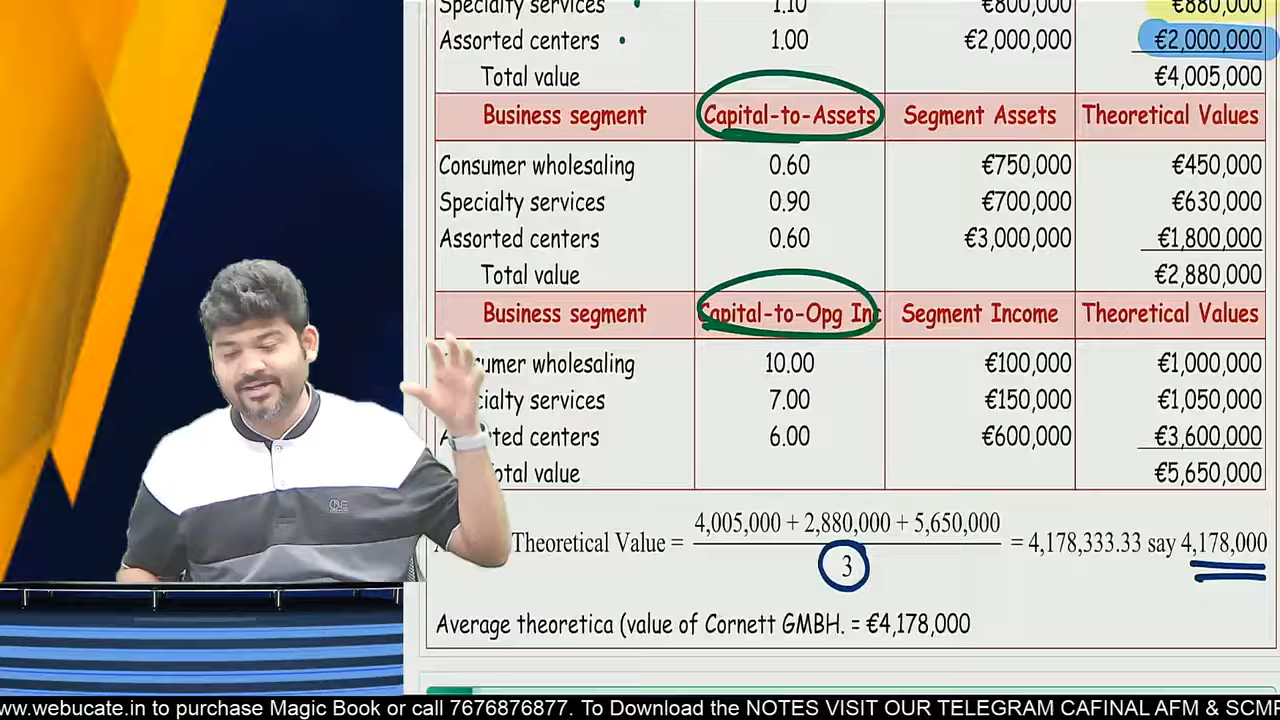 Specialty services 1.10 €800,000 €880,000
Assorted centers 1.00 €2,000,000 €2,000,000
Total value €4,005,000
Business segment Capital-to-Assets Segment Assets Theoretical Values
Consumer wholesaling 0.60 €750,000 €450,000
Specialty services 0.90 €700,000 €630,000
Assorted centers 0.60 €3,000,000 €1,800,000
Total value €2,880,000
Business segment Capital-to-Opg Inc Segment Income Theoretical Values
umer wholesaling 10.00 €100,000 €1,000,000
cialty services 7.00 €150,000 €1,050,000
ted centers 6.00 €600,000 €3,600,000
otal value €5,650,000
Theoretical Value = 4,005,000 + 2,880,000 + 5,650,000 / 3 = 4,178,333.33 say 4,178,000
Average theoretica (value of Cornett GMBH. = €4,178,000
ww.webucate.in to purchase Magic Book or call 7676876877. To Download the NOTES VISIT OUR TELEGRAM CAFINAL AFM & SCMP